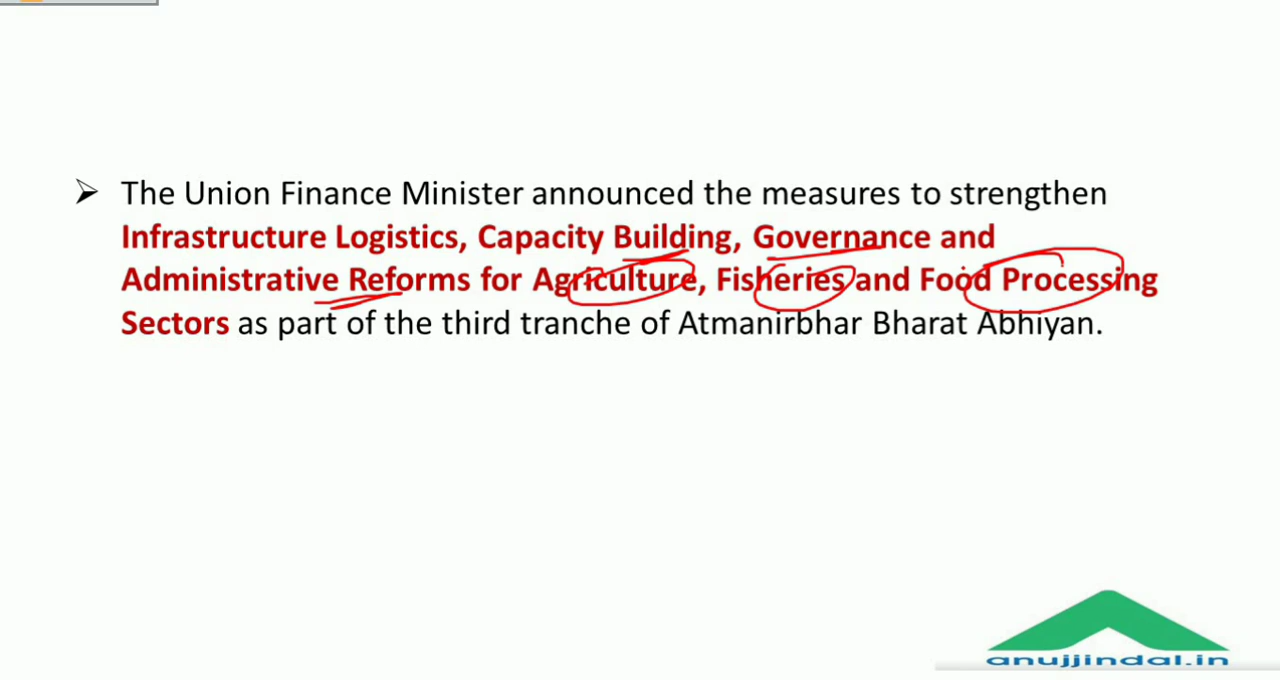 The Union Finance Minister announced the measures to strengthen
Infrastructure Logistics, Capacity Building, Governance and
Administrative Reforms for Agriculture, Fisheries and Food Processing
Sectors as part of the third tranche of Atmanirbhar Bharat Abhiyan.
anujjindal.in